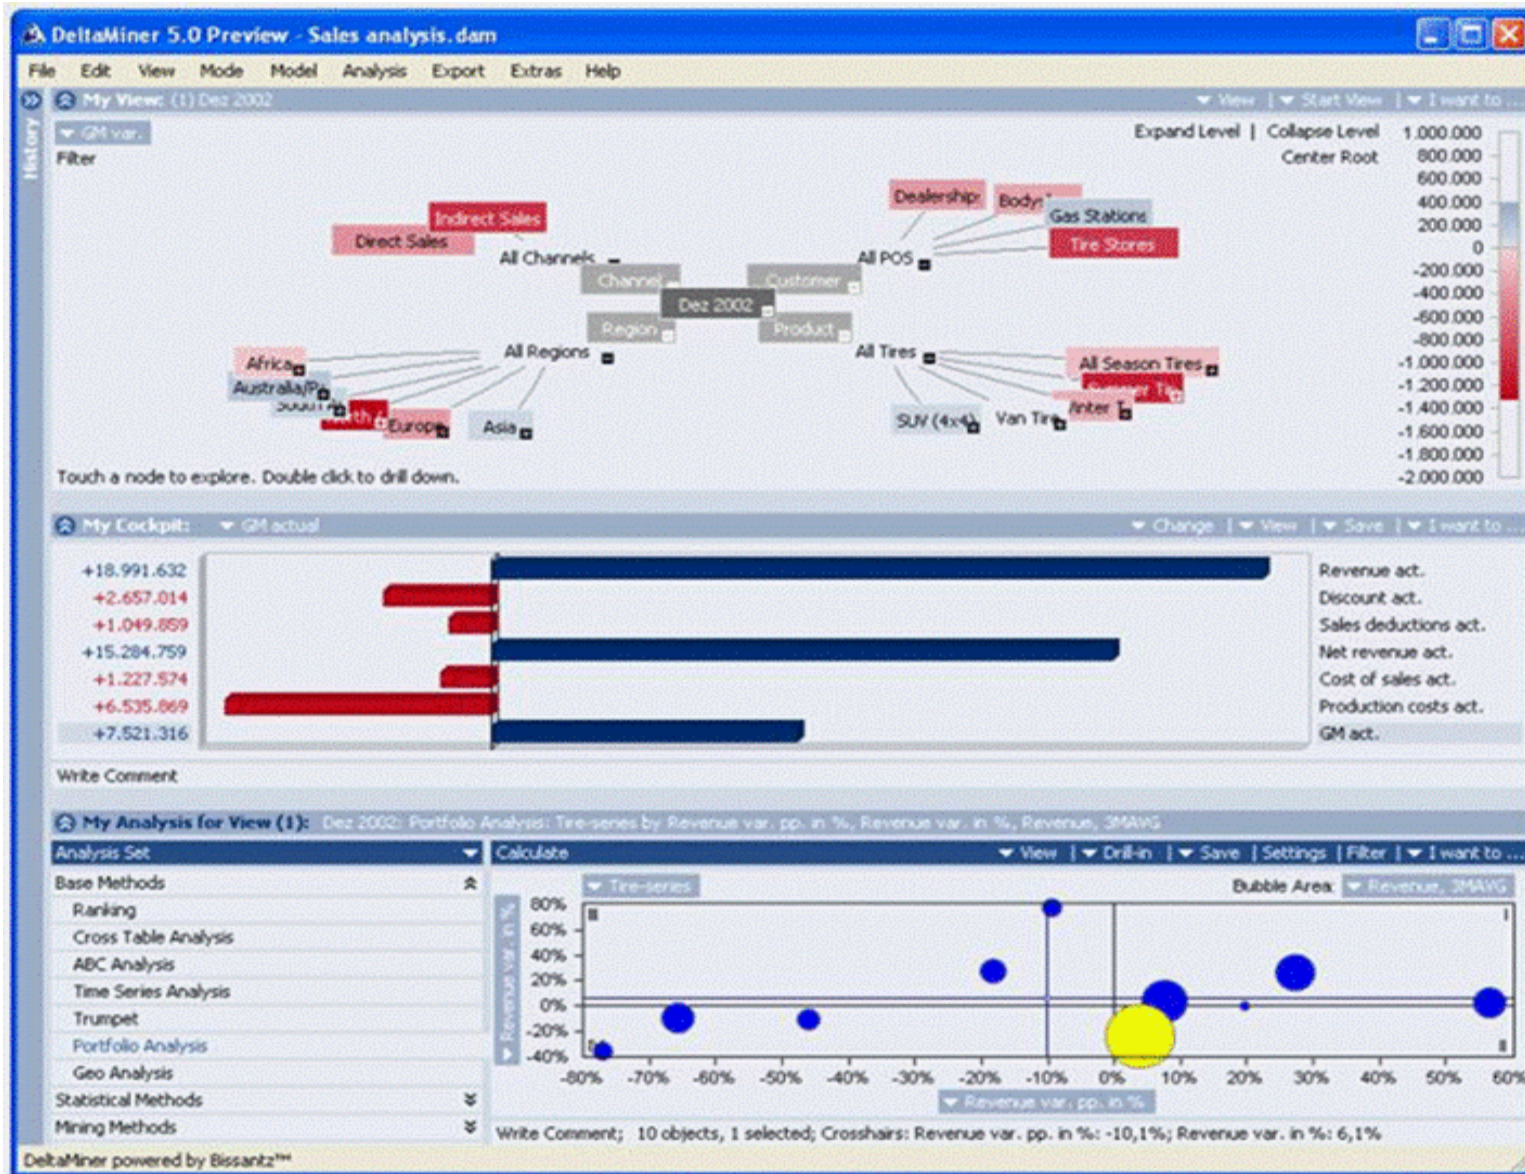 DeltaMiner 5.0 Preview - Sales analysis.dam
File Edit View Mode Model Analysis Export Extras Help
My View: (1) Dez 2002 View | Start View | I want to ...
History
GM var.
Filter
Expand Level | Collapse Level
Center Root
1.000.000
800.000
600.000
400.000
200.000
0
-200.000
-400.000
-600.000
-800.000
-1.000.000
-1.200.000
-1.400.000
-1.600.000
-1.800.000
-2.000.000
Indirect Sales
Direct Sales
All Channels
Channel
Dealership
Gas Stations
Tire Stores
All POS
Customer
Dez 2002
Region
Product
All Regions
Africa
Australia/P
Europe
Asia
All Tires
All Season Tires
SUV (4x4)
Van Tire
Touch a node to explore. Double click to drill down.
My Cockpit: GM actual Change | View | Save | I want to ...
+18.991.632 Revenue act.
+2.657.014 Discount act.
+1.049.859 Sales deductions act.
+15.284.759 Net revenue act.
+1.227.574 Cost of sales act.
+6.535.869 Production costs act.
+7.521.316 GM act.
Write Comment
My Analysis for View (1): Dez 2002: Portfolio Analysis: Tire-series by Revenue var. pp. in %, Revenue var. in %, Revenue, 3MAVG
Analysis Set
Base Methods
Ranking
Cross Table Analysis
ABC Analysis
Time Series Analysis
Trumpet
Portfolio Analysis
Geo Analysis
Statistical Methods
Mining Methods
Calculate View | Drill-in | Save | Settings | Filter | I want to ...
Tire-series Bubble Area: Revenue, 3MAVG
Revenue var. in %
80%
60%
40%
20%
0%
-20%
-40%
I
II
-80% -70% -60% -50% -40% -30% -20% -10% 0% 10% 20% 30% 40% 50% 60%
Revenue var. pp. in %
Write Comment; 10 objects, 1 selected; Crosshairs: Revenue var. pp. in %: -10,1%; Revenue var. in %: 6,1%
DeltaMiner powered by Bissantz™